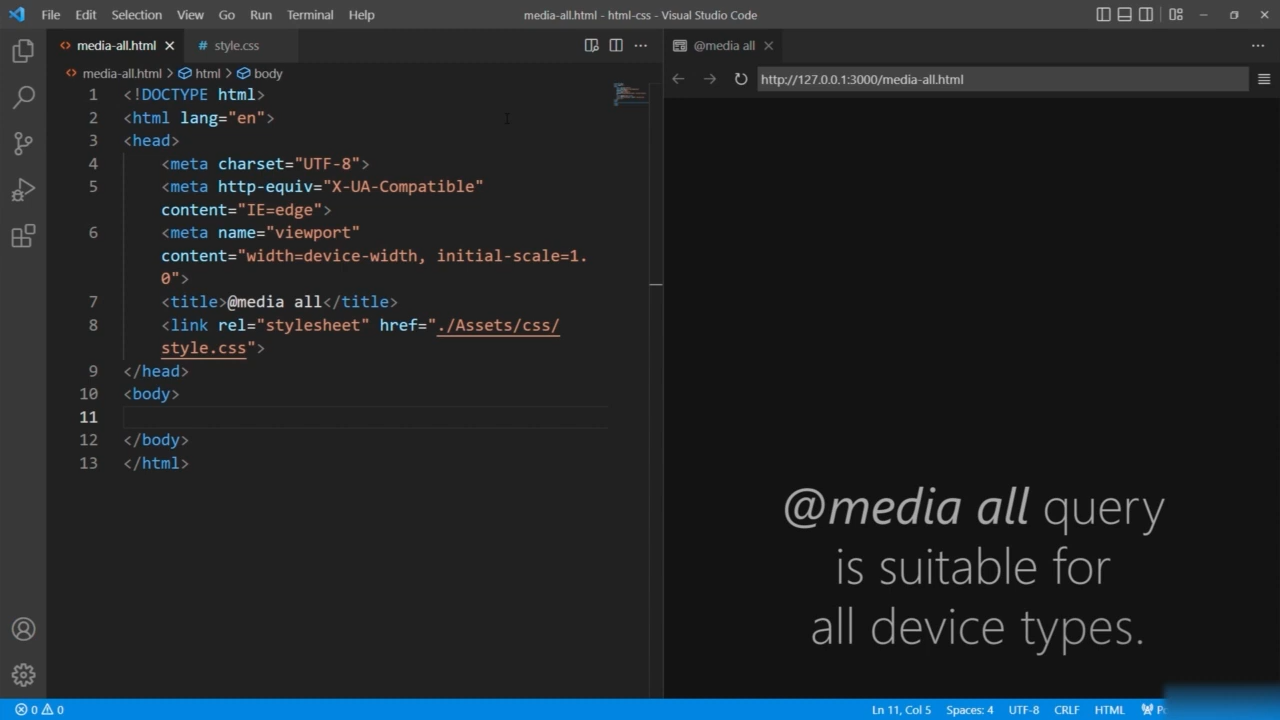 File Edit Selection View Go Run Terminal Help media-all.html - html-css - Visual Studio Code
<> media-all.html × # style.css ···
<> media-all.html > html > body
1 <!DOCTYPE html>
2 <html lang="en">
3 <head>
4 <meta charset="UTF-8">
5 <meta http-equiv="X-UA-Compatible"
content="IE=edge">
6 <meta name="viewport"
content="width=device-width, initial-scale=1.
0">
7 <title>@media all</title>
8 <link rel="stylesheet" href="./Assets/css/
style.css">
9 </head>
10 <body>
11
12 </body>
13 </html>
@media all × ···
http://127.0.0.1:3000/media-all.html
@media all query
is suitable for
all device types.
0 0 Ln 11, Col 5 Spaces: 4 UTF-8 CRLF HTML